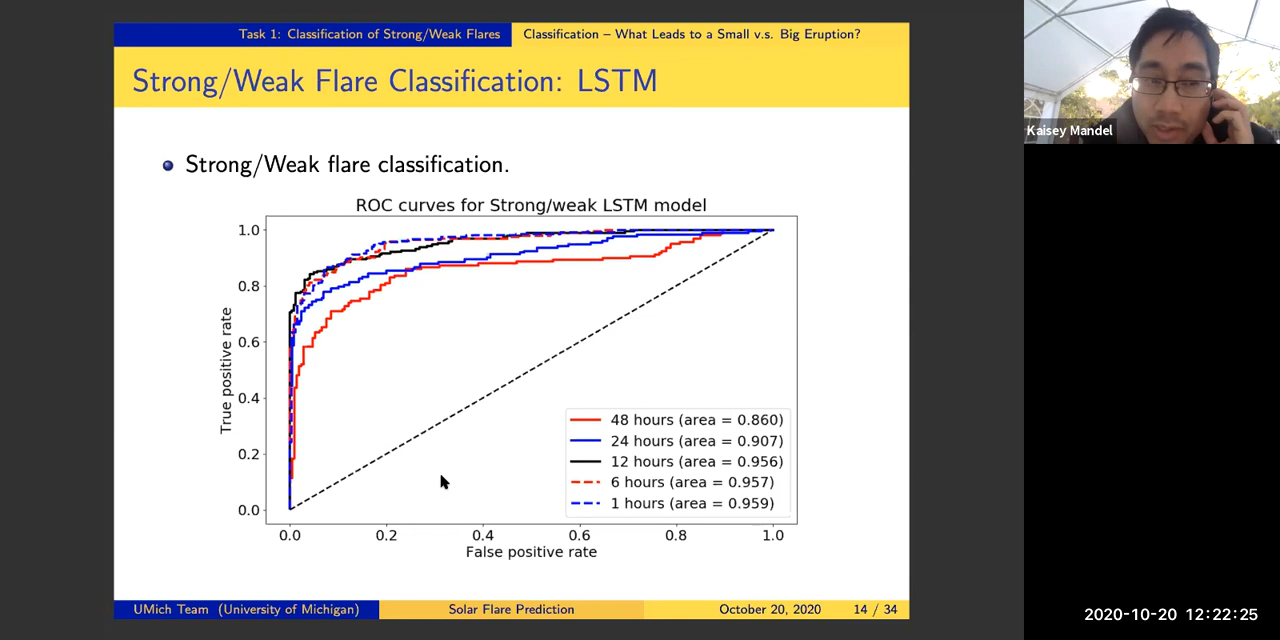 Task 1: Classification of Strong/Weak Flares
Classification – What Leads to a Small v.s. Big Eruption?
Strong/Weak Flare Classification: LSTM
Strong/Weak flare classification.
ROC curves for Strong/weak LSTM model
1.0
0.8
0.6
0.4
0.2
0.0
True positive rate
48 hours (area = 0.860)
24 hours (area = 0.907)
12 hours (area = 0.956)
6 hours (area = 0.957)
1 hours (area = 0.959)
0.0 0.2 0.4 0.6 0.8 1.0
False positive rate
UMich Team (University of Michigan)
Solar Flare Prediction
October 20, 2020
14 / 34
Kaisey Mandel
2020-10-20 12:22:25